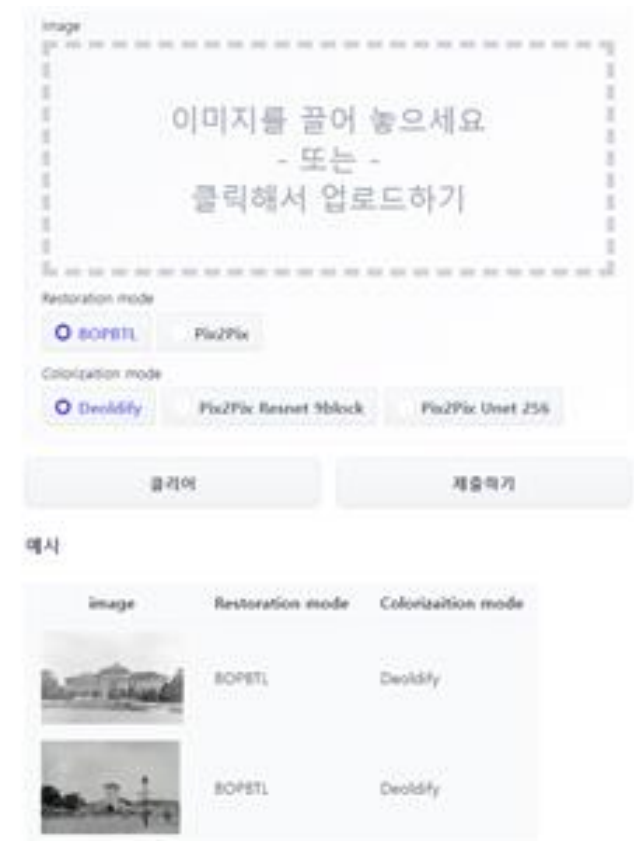 image
이미지를 끌어 놓으세요
- 또는 -
클릭해서 업로드하기
Restoration mode
BOPBTL Pix2Pix
Colorizaition mode
Deoldify Pix2Pix Resnet 9block Pix2Pix Unet 256
클리어 제출하기
예시
image Restoration mode Colorizaition mode
BOPBTL Deoldify
BOPBTL Deoldify